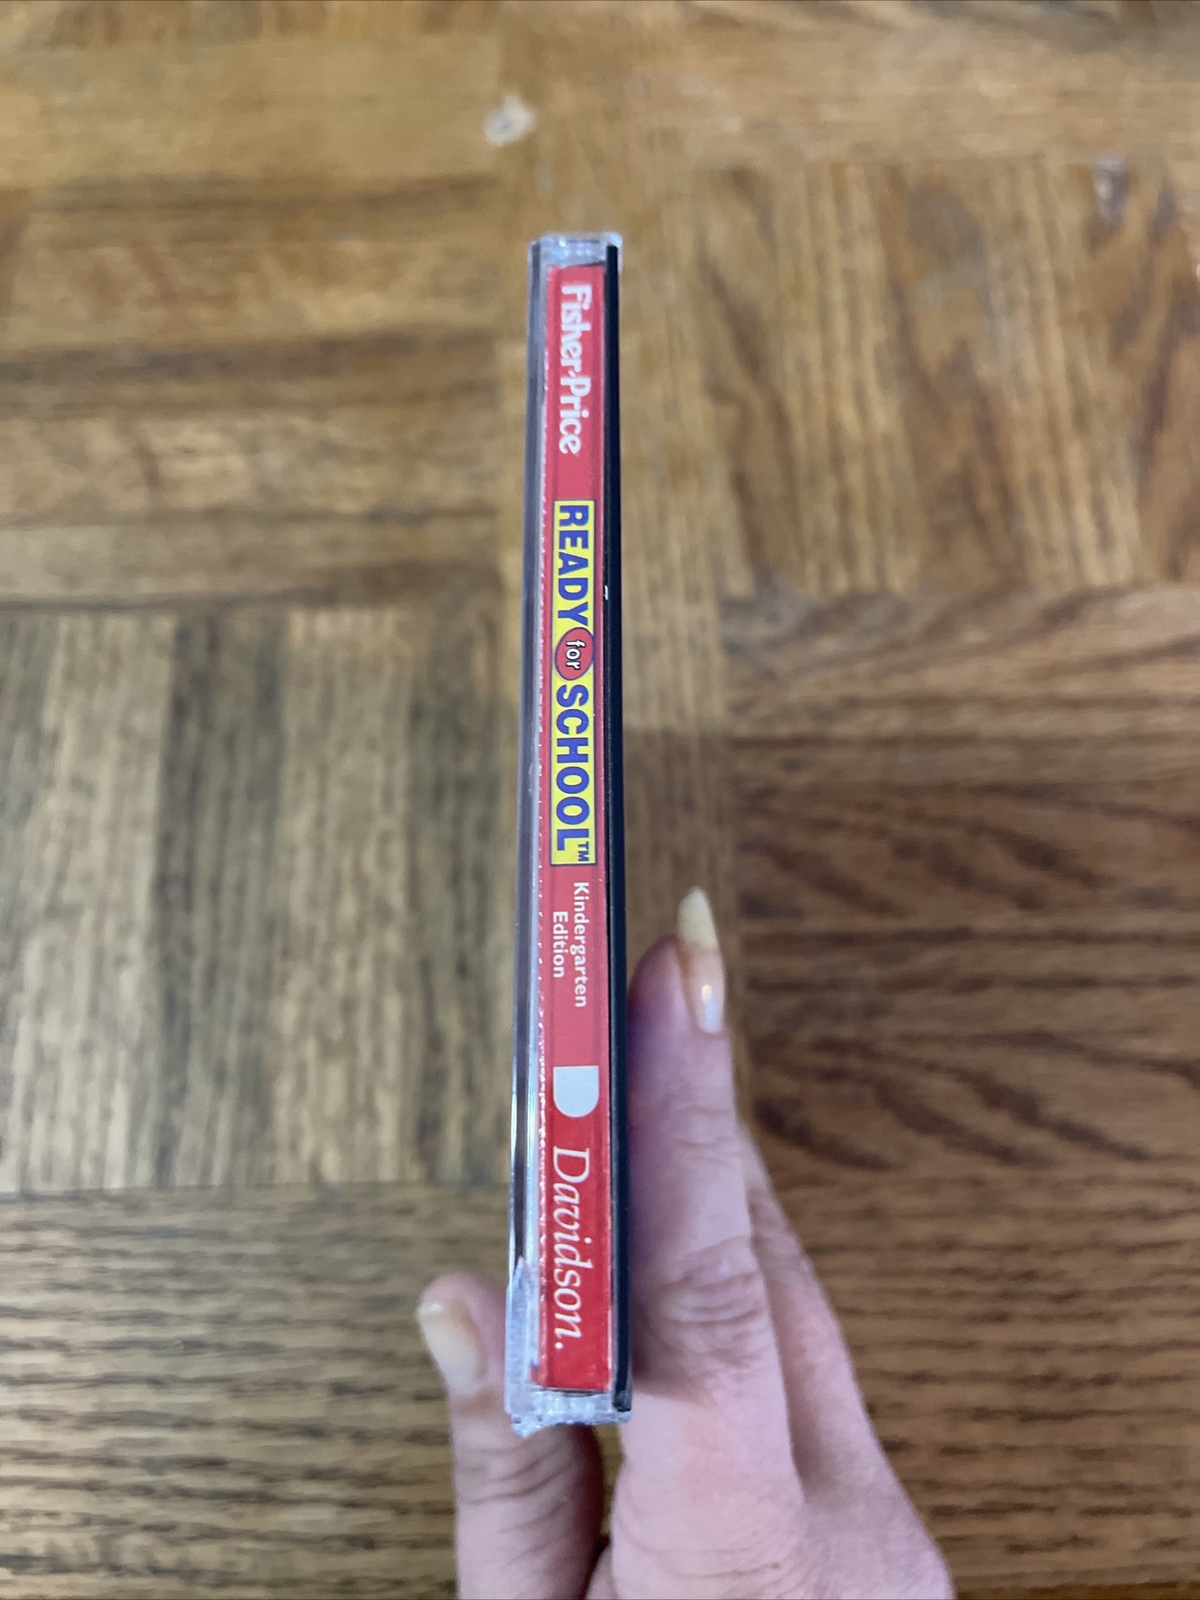 Fisher-Price
READY for SCHOOL™
Kindergarten
Edition
Davidson.